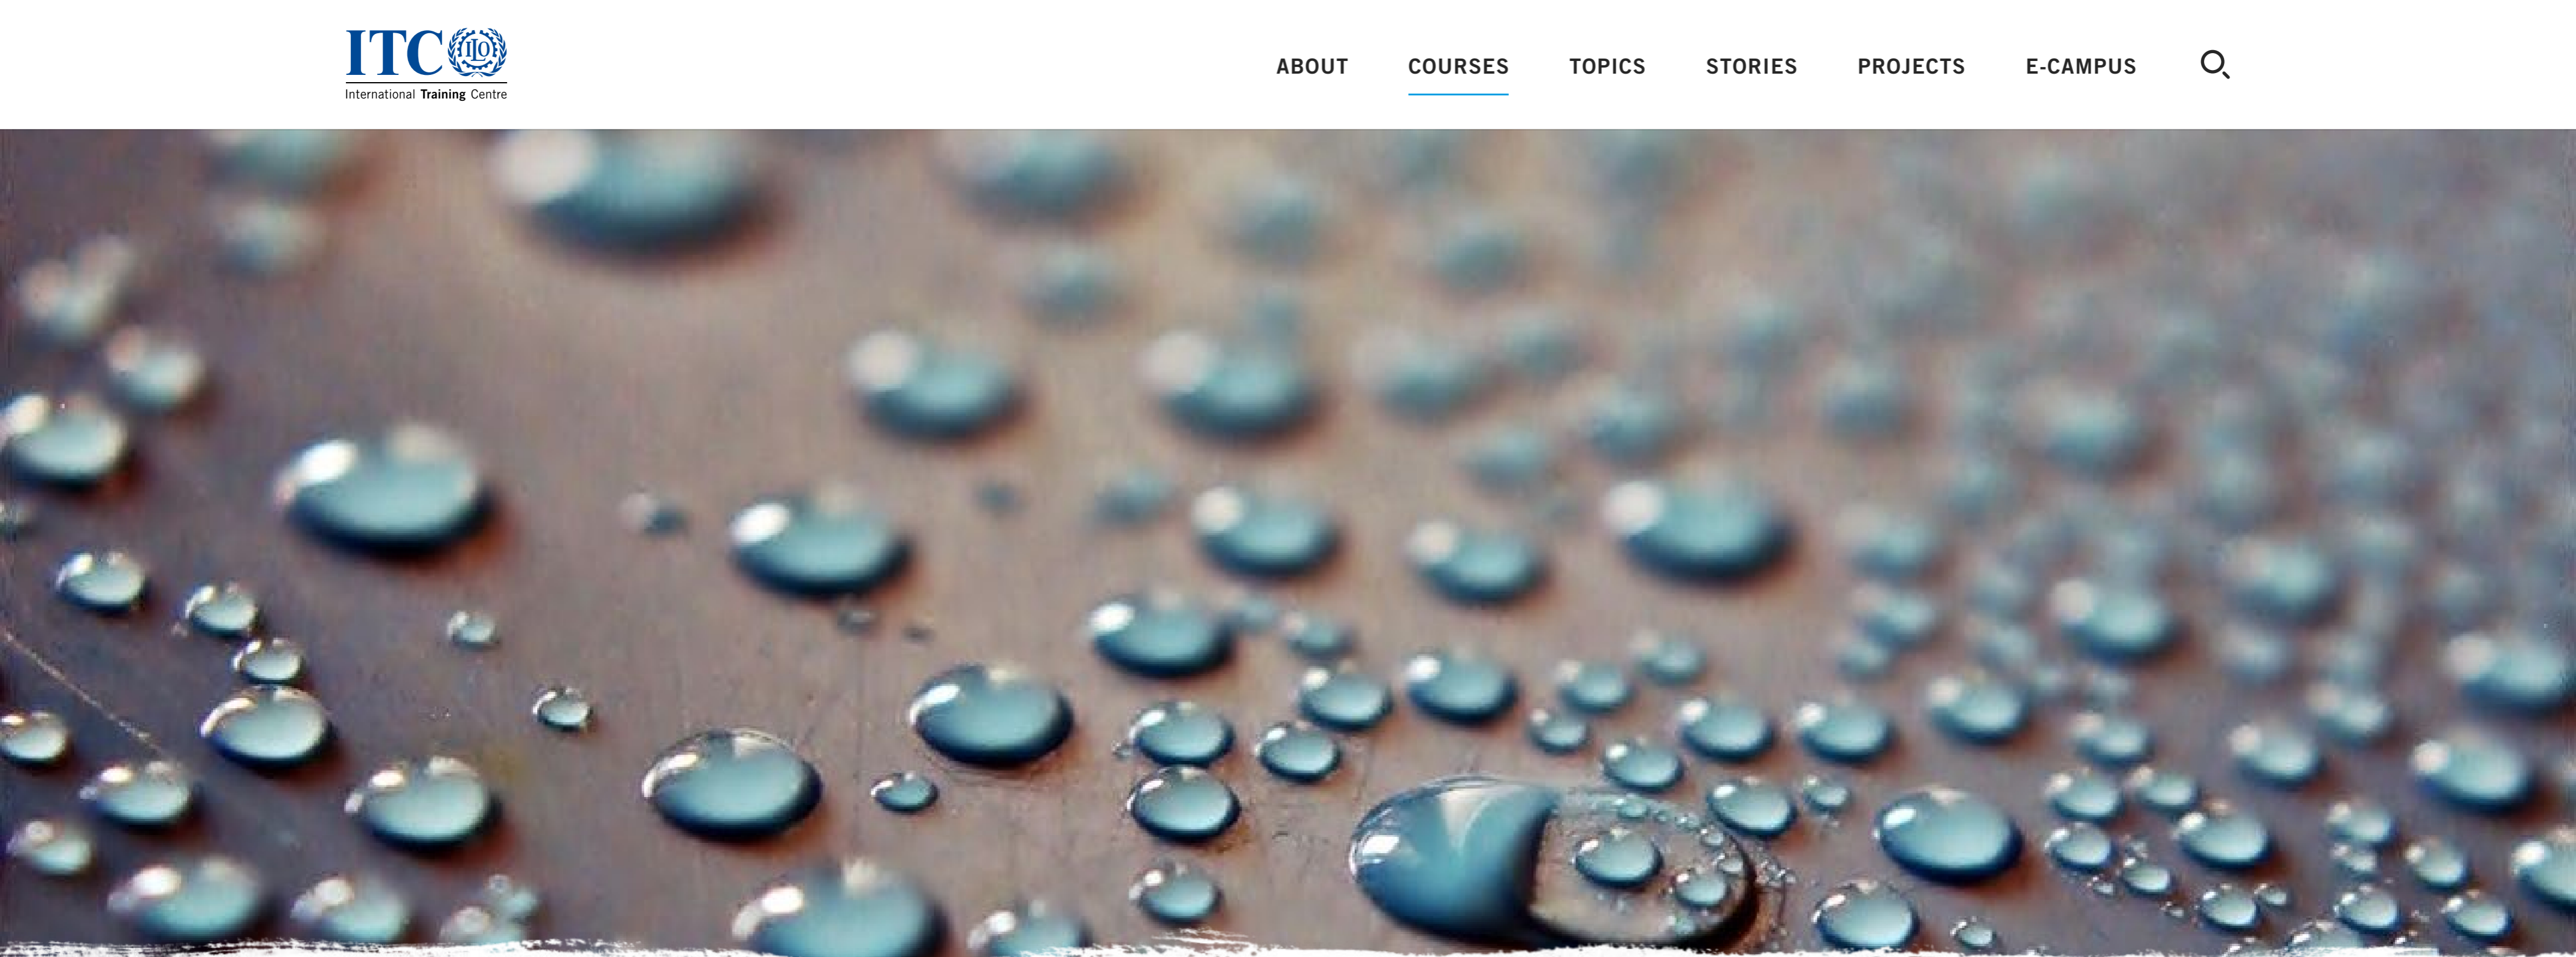 ITC ILO
International Training Centre
ABOUT COURSES TOPICS STORIES PROJECTS E-CAMPUS